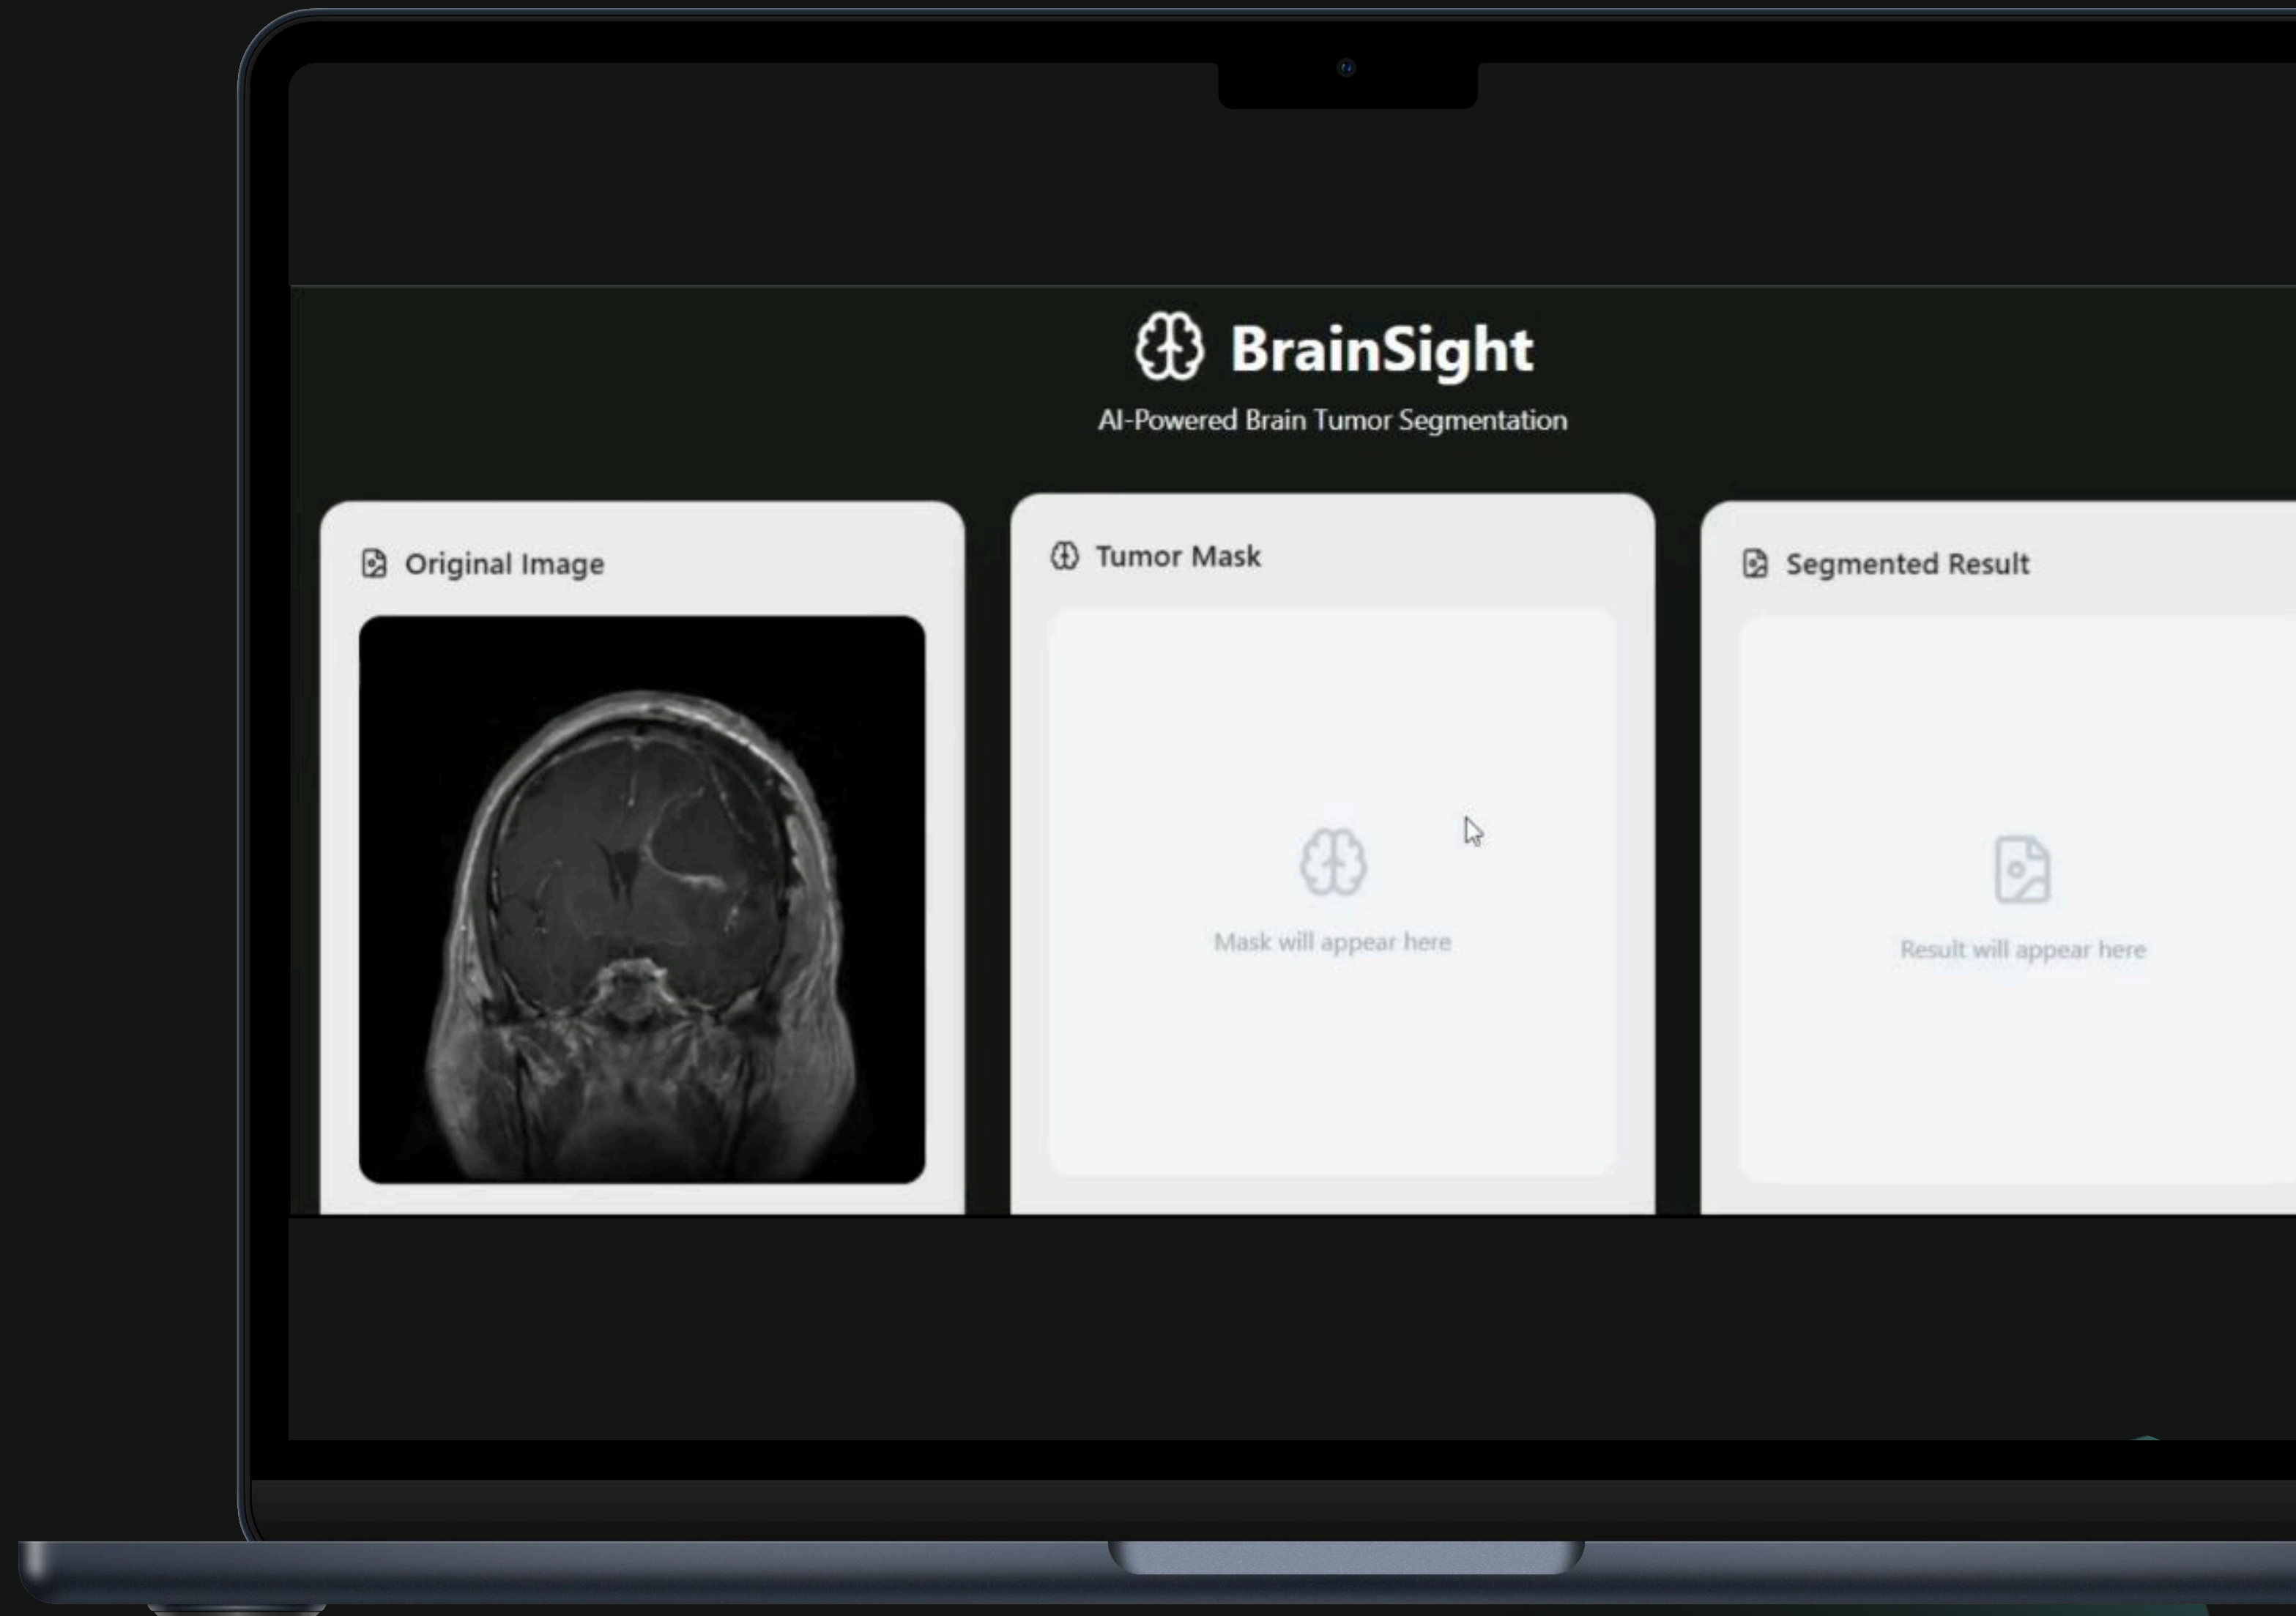 BrainSight
AI-Powered Brain Tumor Segmentation
Original Image
Tumor Mask
Segmented Result
Mask will appear here
Result will appear here